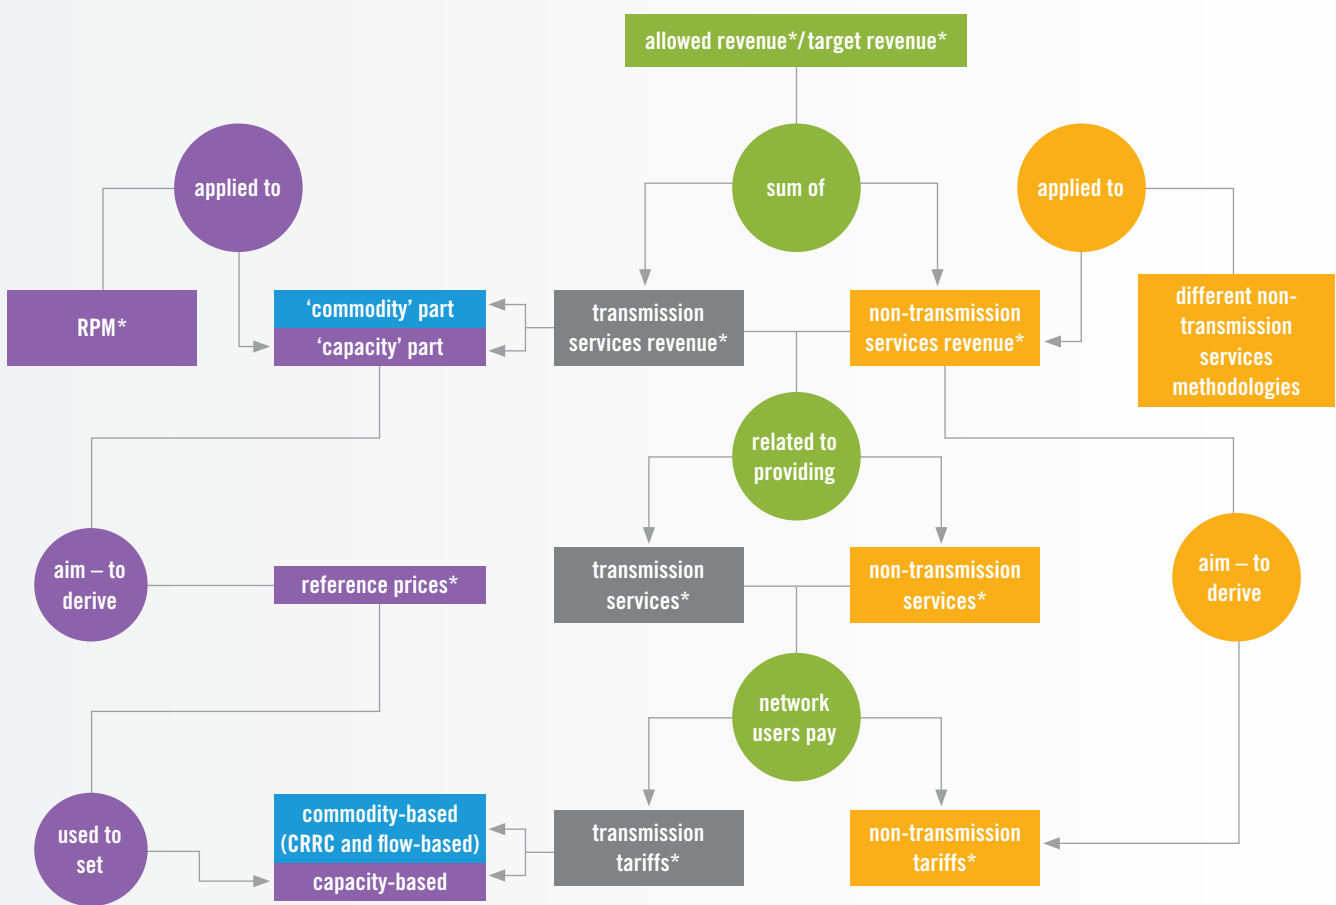 allowed revenue*/target revenue*
applied to
sum of
applied to
RPM*
‘commodity’ part
‘capacity’ part
transmission
services revenue*
non-transmission
services revenue*
different non-
transmission
services
methodologies
related to
providing
aim – to
derive
reference prices*
transmission
services*
non-transmission
services*
aim – to
derive
network
users pay
used to
set
commodity-based
(CRRC and flow-based)
capacity-based
transmission
tariffs*
non-transmission
tariffs*